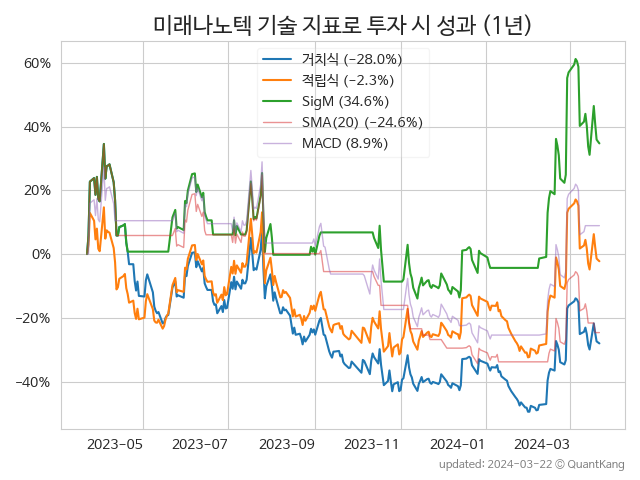 미래나노텍 기술 지표로 투자 시 성과 (1년)
거치식 (−28.0%)
적립식 (−2.3%)
SigM (34.6%)
SMA(20) (−24.6%)
MACD (8.9%)
60%
40%
20%
0%
−20%
−40%
2023-05 2023-07 2023-09 2023-11 2024-01 2024-03
updated: 2024-03-22 © QuantKang